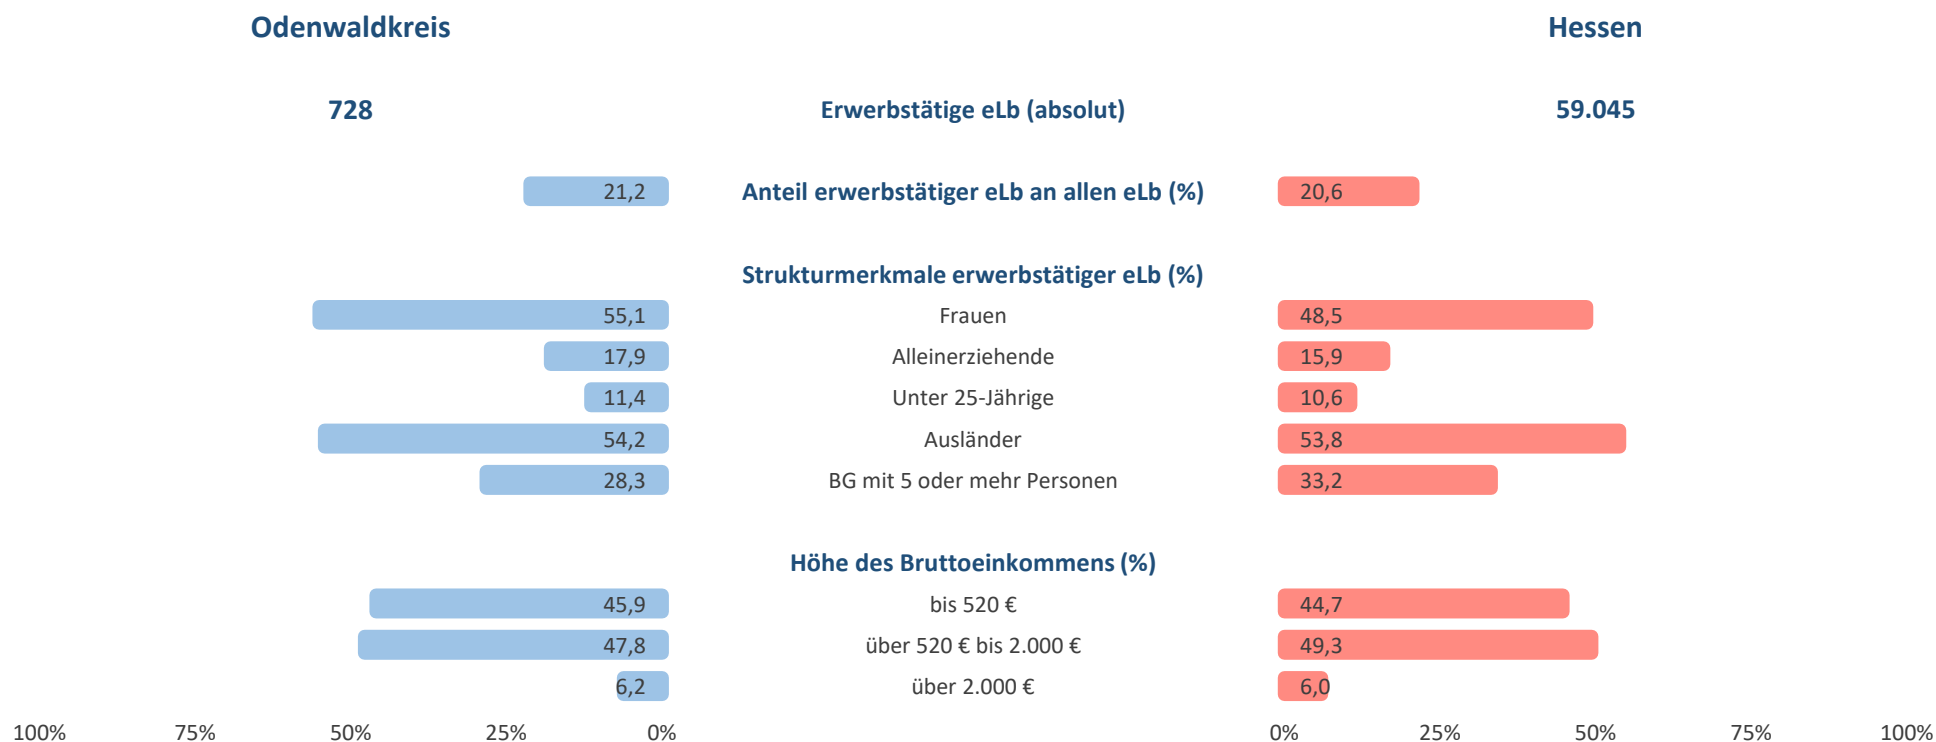 Odenwaldkreis Hessen
728 Erwerbstätige eLb (absolut) 59.045
21,2 Anteil erwerbstätiger eLb an allen eLb (%) 20,6
Strukturmerkmale erwerbstätiger eLb (%)
55,1 Frauen 48,5
17,9 Alleinerziehende 15,9
11,4 Unter 25-Jährige 10,6
54,2 Ausländer 53,8
28,3 BG mit 5 oder mehr Personen 33,2
Höhe des Bruttoeinkommens (%)
45,9 bis 520 € 44,7
47,8 über 520 € bis 2.000 € 49,3
6,2 über 2.000 € 6,0
100% 75% 50% 25% 0% 0% 25% 50% 75% 100%